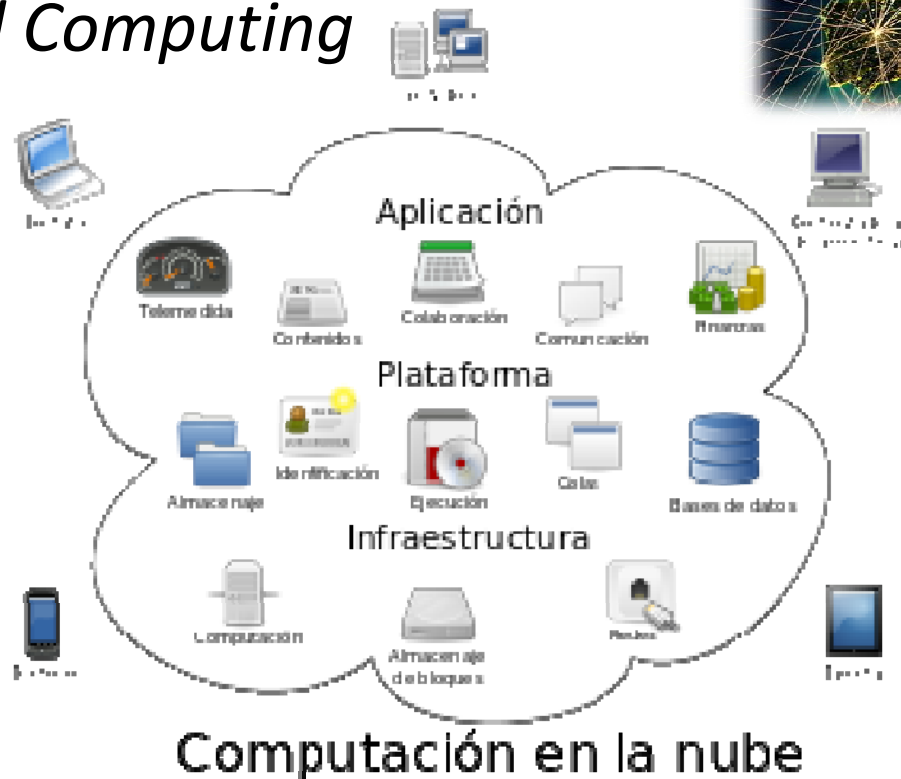 Computing
Aplicación
Telemedida
Contenidos
Colaboración
Comunicación
Finanzas
Plataforma
Almacenaje
Identificación
Ejecución
Colas
Bases de datos
Infraestructura
Computación
Almacenaje
de bloques
Redes
Computación en la nube